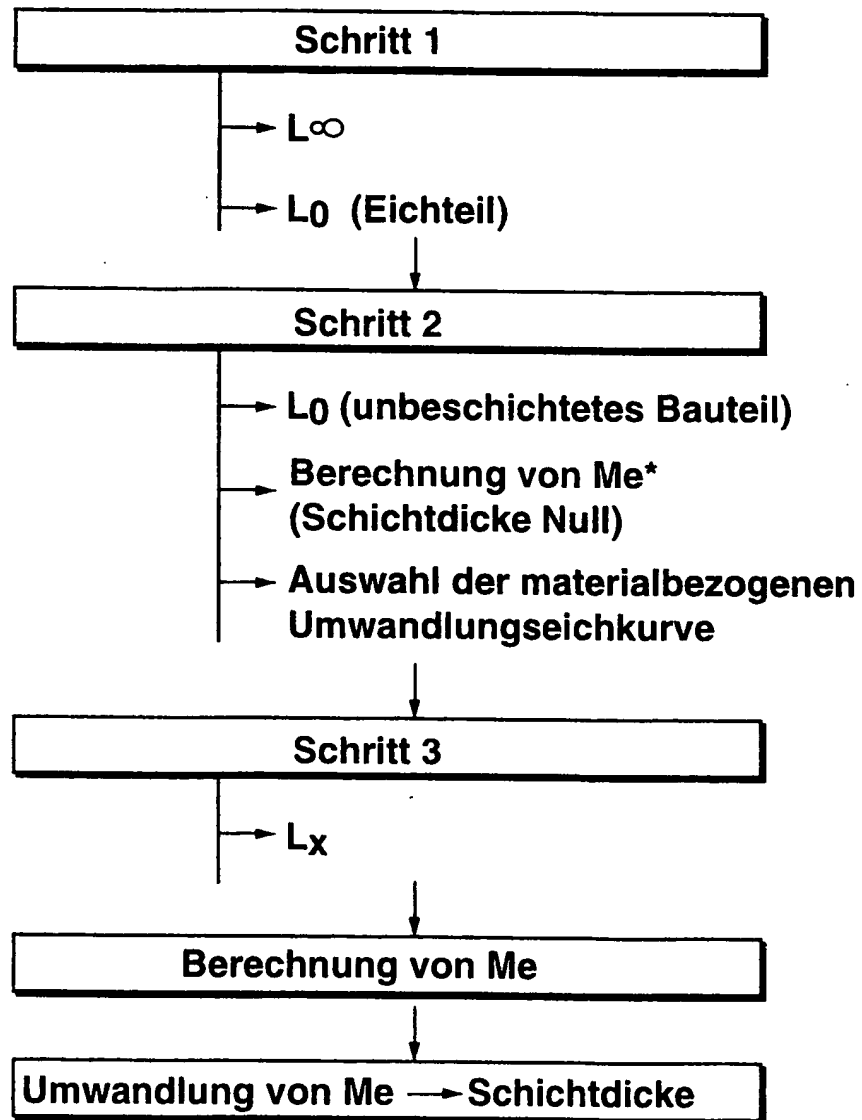 Schritt 1
L∞
L0 (Eichteil)
Schritt 2
L0 (unbeschichtetes Bauteil)
Berechnung von Me*
(Schichtdicke Null)
Auswahl der materialbezogenen
Umwandlungseichkurve
Schritt 3
Lx
Berechnung von Me
Umwandlung von Me → Schichtdicke